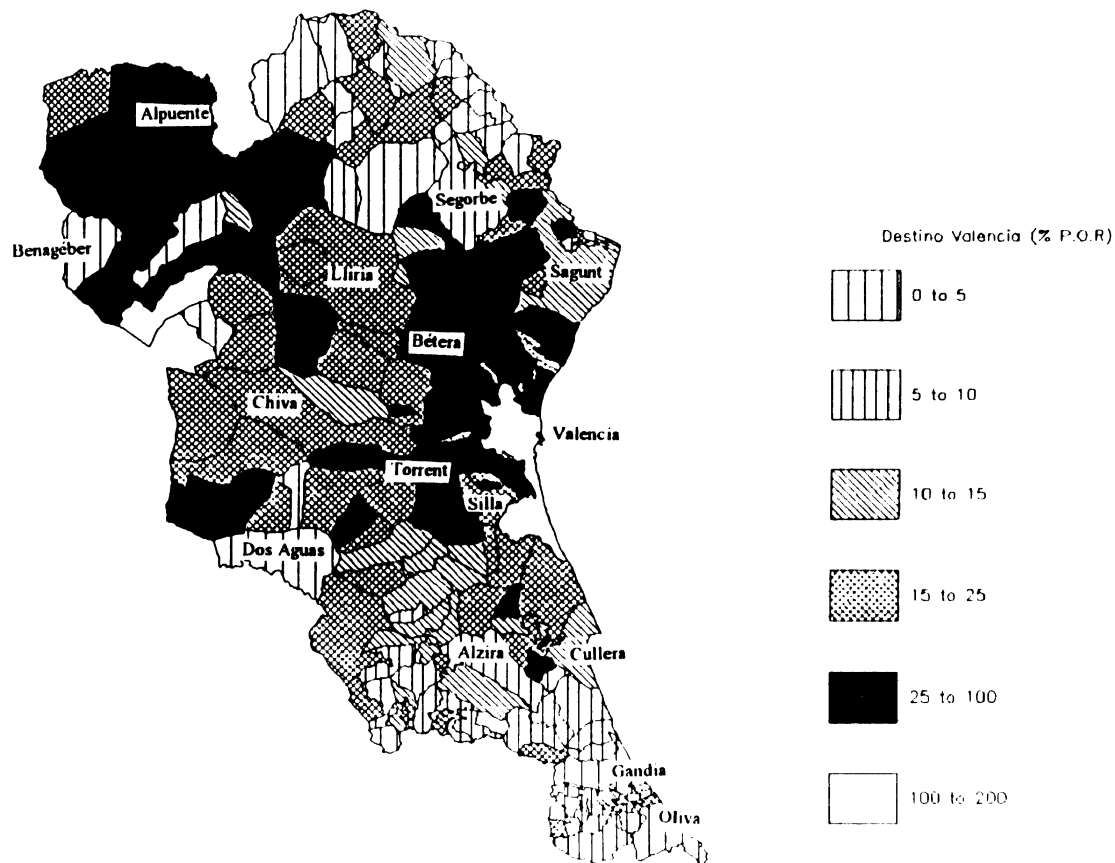 Alpuente
Segorbe
Benagéber
Llíria
Sagunt
Bétera
Chiva
Valencia
Torrent
Silla
Dos Aguas
Alzira
Cullera
Gandia
Oliva
Destino Valencia (% P.O.R)
0 to 5
5 to 10
10 to 15
15 to 25
25 to 100
100 to 200